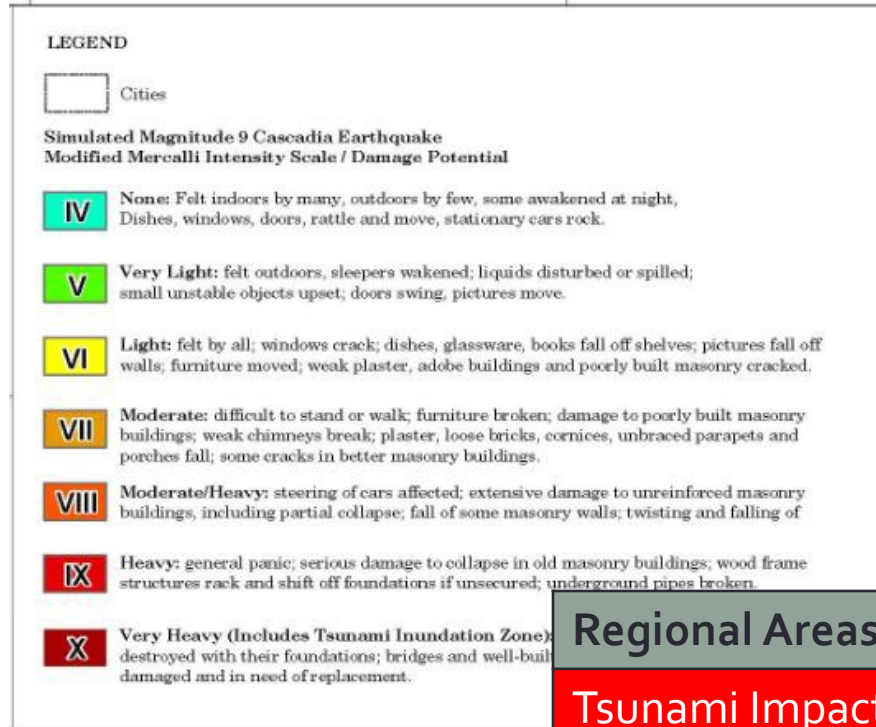 LEGEND
Cities
Simulated Magnitude 9 Cascadia Earthquake
Modified Mercalli Intensity Scale / Damage Potential
IV
None: Felt indoors by many, outdoors by few, some awakened at night,
Dishes, windows, doors, rattle and move, stationary cars rock.
V
Very Light: felt outdoors, sleepers wakened; liquids disturbed or spilled;
small unstable objects upset; doors swing, pictures move.
VI
Light: felt by all; windows crack; dishes, glassware, books fall off shelves; pictures fall off
walls; furniture moved; weak plaster, adobe buildings and poorly built masonry cracked.
VII
Moderate: difficult to stand or walk; furniture broken; damage to poorly built masonry
buildings; weak chimneys break; plaster, loose bricks, cornices, unbraced parapets and
porches fall; some cracks in better masonry buildings.
VIII
Moderate/Heavy: steering of cars affected; extensive damage to unreinforced masonry
buildings, including partial collapse; fall of some masonry walls; twisting and falling of
IX
Heavy: general panic; serious damage to collapse in old masonry buildings; wood frame
structures rack and shift off foundations if unsecured; underground pipes broken.
X
Very Heavy (Includes Tsunami Inundation Zone):
destroyed with their foundations; bridges and well-built
damaged and in need of replacement.
Regional Areas
Tsunami Impact